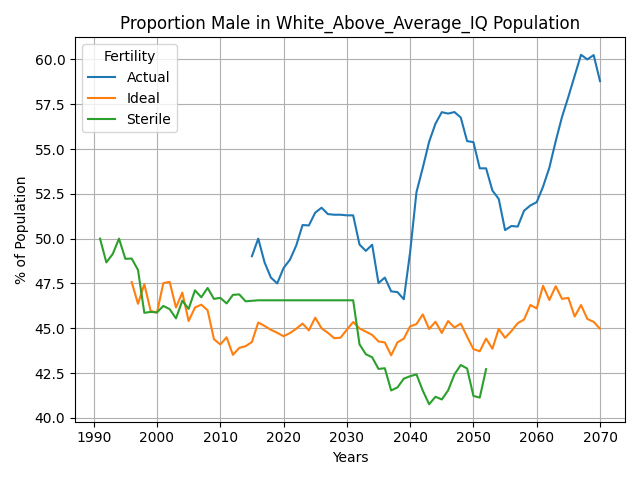 Proportion Male in White_Above_Average_IQ Population
Fertility
Actual
Ideal
Sterile
% of Population
60.0
57.5
55.0
52.5
50.0
47.5
45.0
42.5
40.0
1990 2000 2010 2020 2030 2040 2050 2060 2070
Years